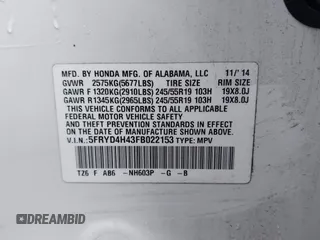 MFD. BY HONDA MFG. OF ALABAMA, LLC 11/'14
GVWR 2575KG(5677LBS) TIRE SIZE RIM SIZE
GAWR F 1320KG(2910LBS) 245/55R19 103H 19X8.0J
GAWR R1345KG(2965LBS) 245/55R19 103H 19X8.0J
THIS VEHICLE CONFORMS TO ALL APPLICABLE FEDERAL MOTOR VEHICLE SAFETY AND THEFT PREVENTION STANDARDS IN EFFECT ON THE DATE OF MANUFACTURE SHOWN ABOVE.
V.I.N.:5FRYD4H43FB022153 TYPE: MPV
TZ6 F AB6 -NH603P -G -B
DREAMBID